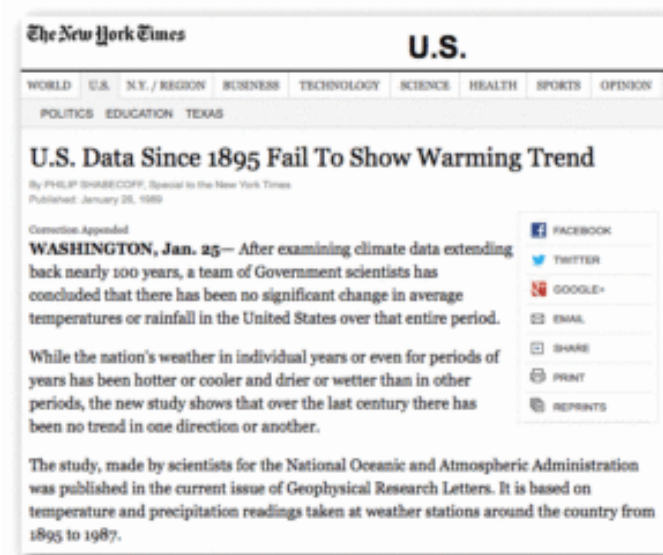 The New York Times
U.S.
WORLD U.S. N.Y. / REGION BUSINESS TECHNOLOGY SCIENCE HEALTH SPORTS OPINION
POLITICS EDUCATION TEXAS
U.S. Data Since 1895 Fail To Show Warming Trend
By PHILIP SHABECOFF, Special to the New York Times
Published: January 26, 1989
Correction Appended
WASHINGTON, Jan. 25— After examining climate data extending
back nearly 100 years, a team of Government scientists has
concluded that there has been no significant change in average
temperatures or rainfall in the United States over that entire period.
While the nation's weather in individual years or even for periods of
years has been hotter or cooler and drier or wetter than in other
periods, the new study shows that over the last century there has
been no trend in one direction or another.
The study, made by scientists for the National Oceanic and Atmospheric Administration
was published in the current issue of Geophysical Research Letters. It is based on
temperature and precipitation readings taken at weather stations around the country from
1895 to 1987.
FACEBOOK
TWITTER
GOOGLE+
EMAIL
SHARE
PRINT
REPRINTS